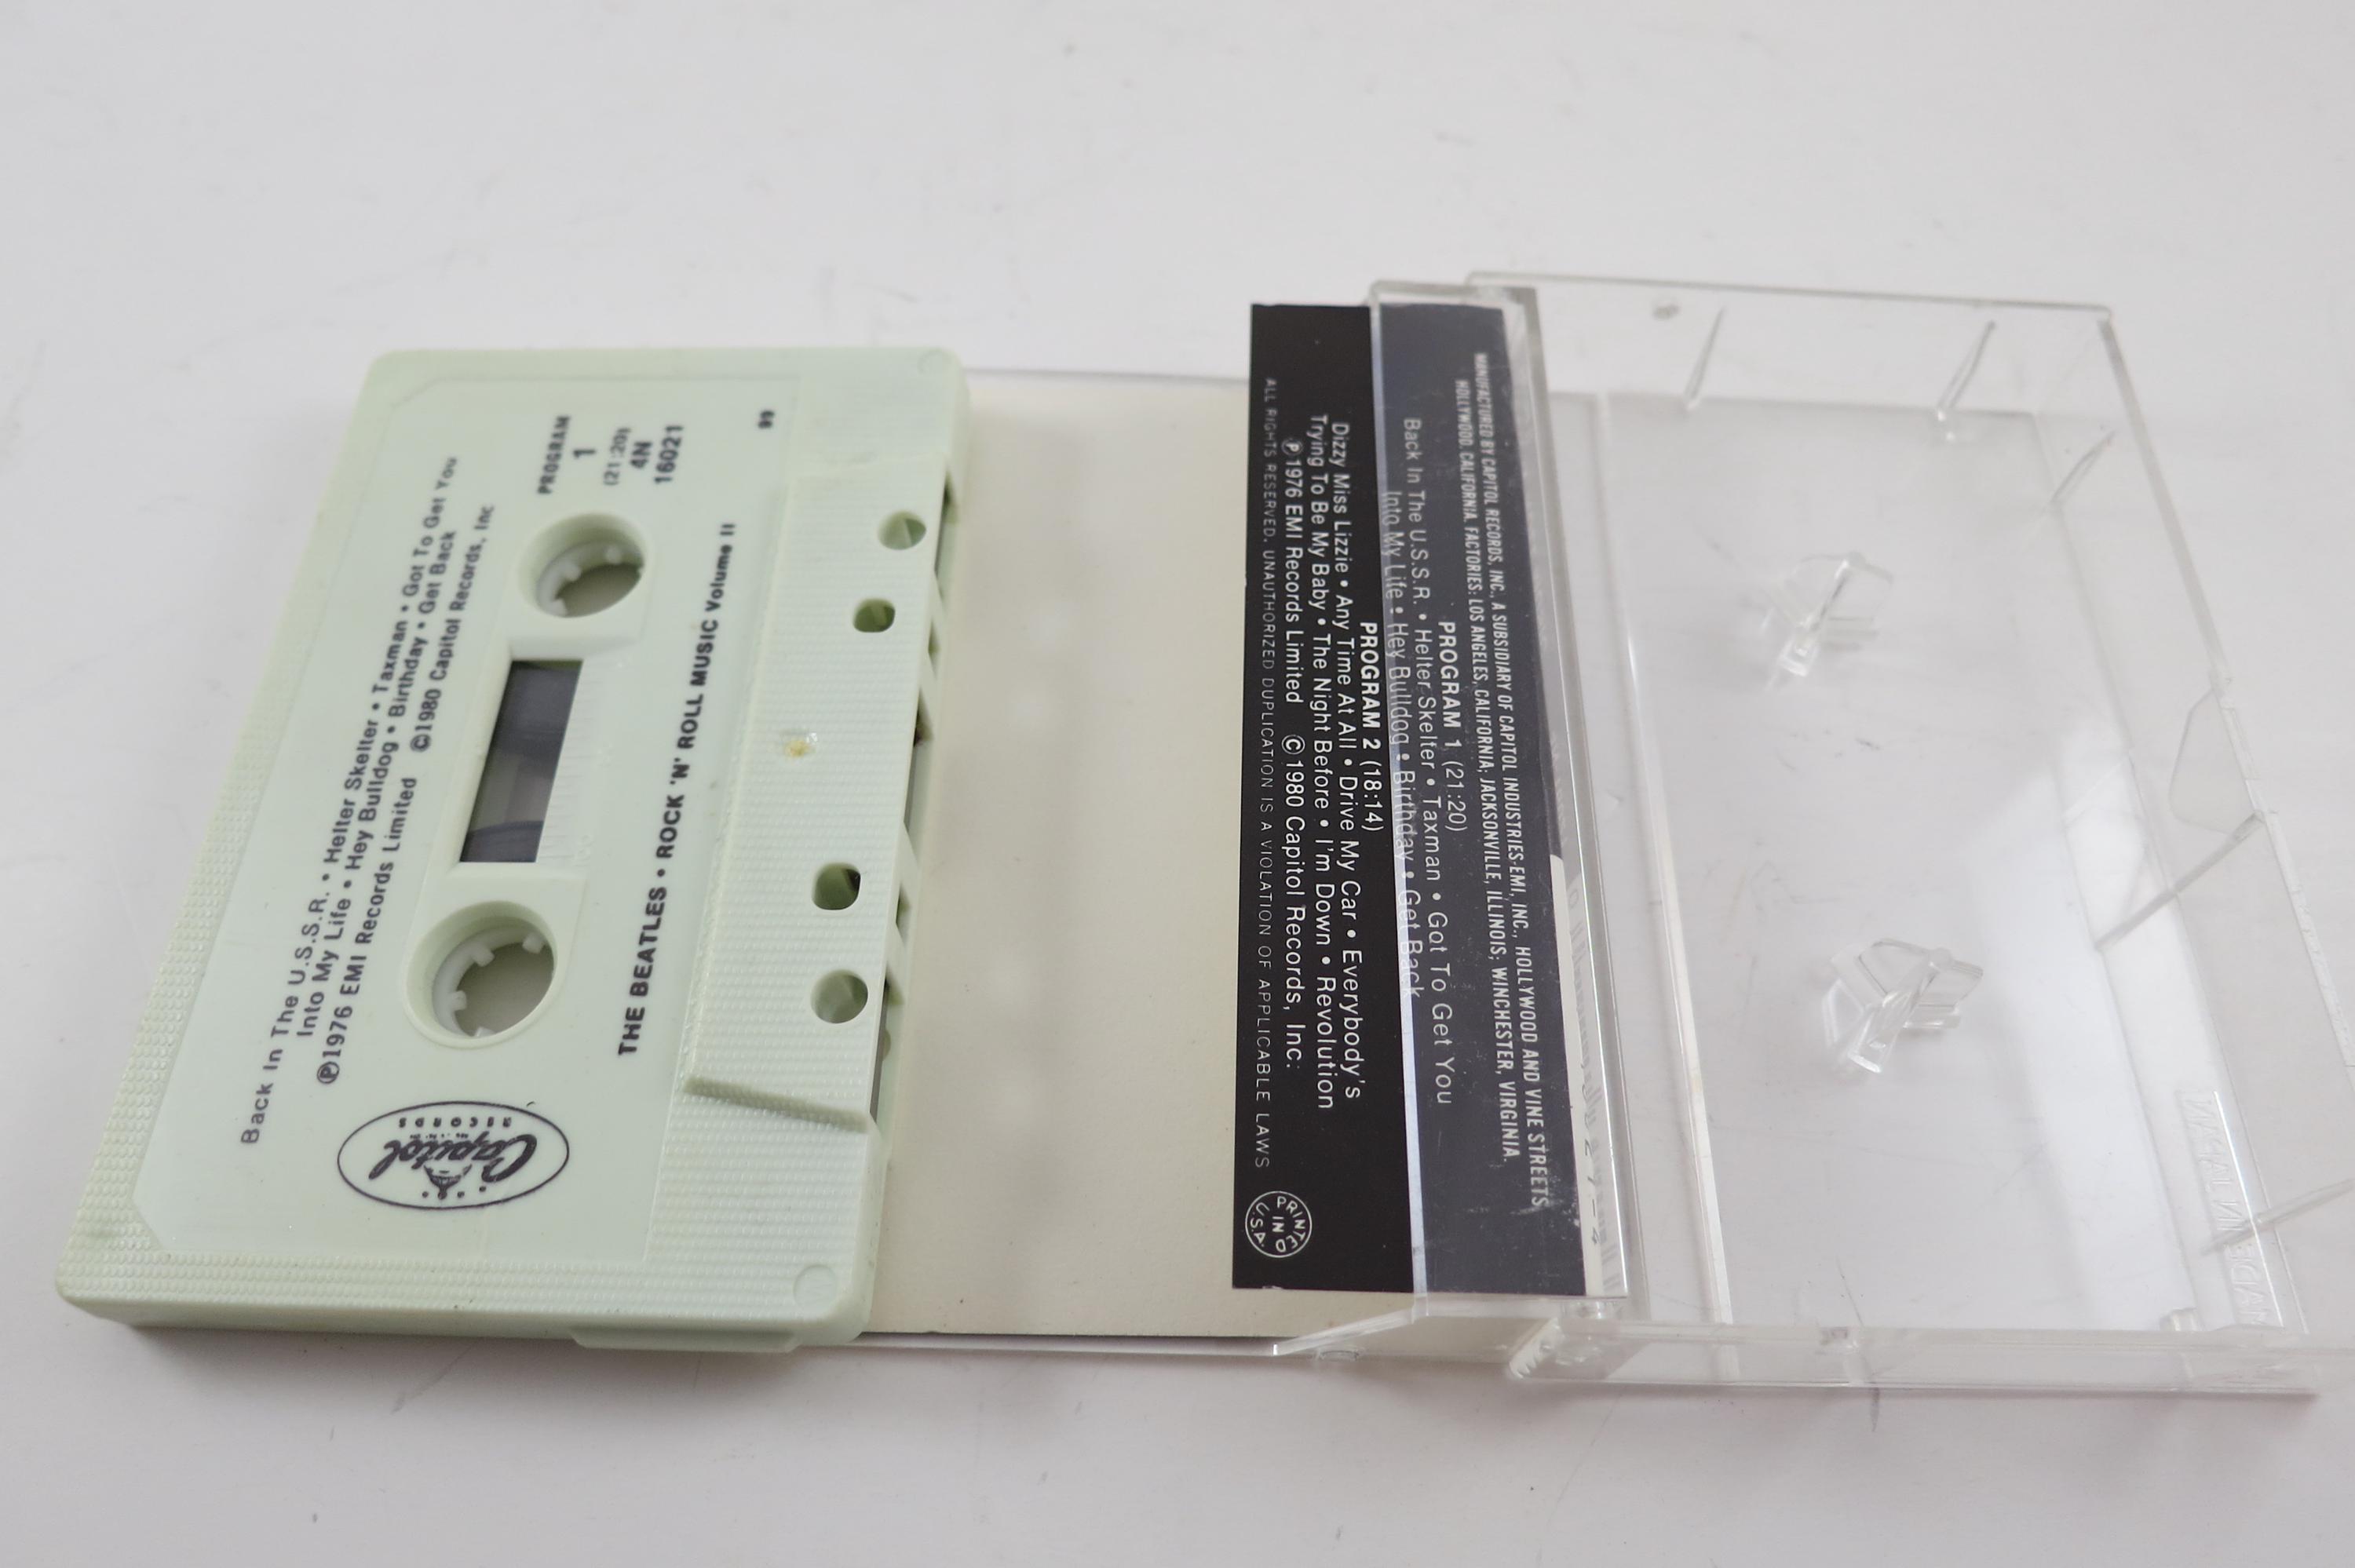 Back In The U.S.S.R. • Helter Skelter • Taxman • Got To Get You
Into My Life • Hey Bulldog • Birthday • Get Back
Ⓟ1976 EMI Records Limited ©1980 Capitol Records, Inc
PROGRAM
1
(21:20)
4N
16021
Capitol
RECORDS
THE BEATLES • ROCK 'N' ROLL MUSIC Volume II
MANUFACTURED BY CAPITOL RECORDS, INC., A SUBSIDIARY OF CAPITOL INDUSTRIES-EMI, INC., HOLLYWOOD AND VINE STREETS
HOLLYWOOD, CALIFORNIA. FACTORIES: LOS ANGELES, CALIFORNIA; JACKSONVILLE, ILLINOIS; WINCHESTER, VIRGINIA.
PROGRAM 1 (21:20)
Back In The U.S.S.R. • Helter Skelter • Taxman • Got To Get You
Into My Life • Hey Bulldog • Birthday • Get Back
PROGRAM 2 (18:14)
Dizzy Miss Lizzie • Any Time At All • Drive My Car • Everybody's
Trying To Be My Baby • The Night Before • I'm Down • Revolution
Ⓟ1976 EMI Records Limited ©1980 Capitol Records, Inc.
ALL RIGHTS RESERVED. UNAUTHORIZED DUPLICATION IS A VIOLATION OF APPLICABLE LAWS
PRINTED
IN
U.S.A.
MADE IN JAPAN